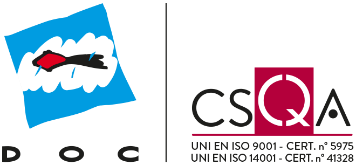 DOC
CSQA
UNI EN ISO 9001 - CERT. n° 5975
UNI EN ISO 14001 - CERT. n° 41328